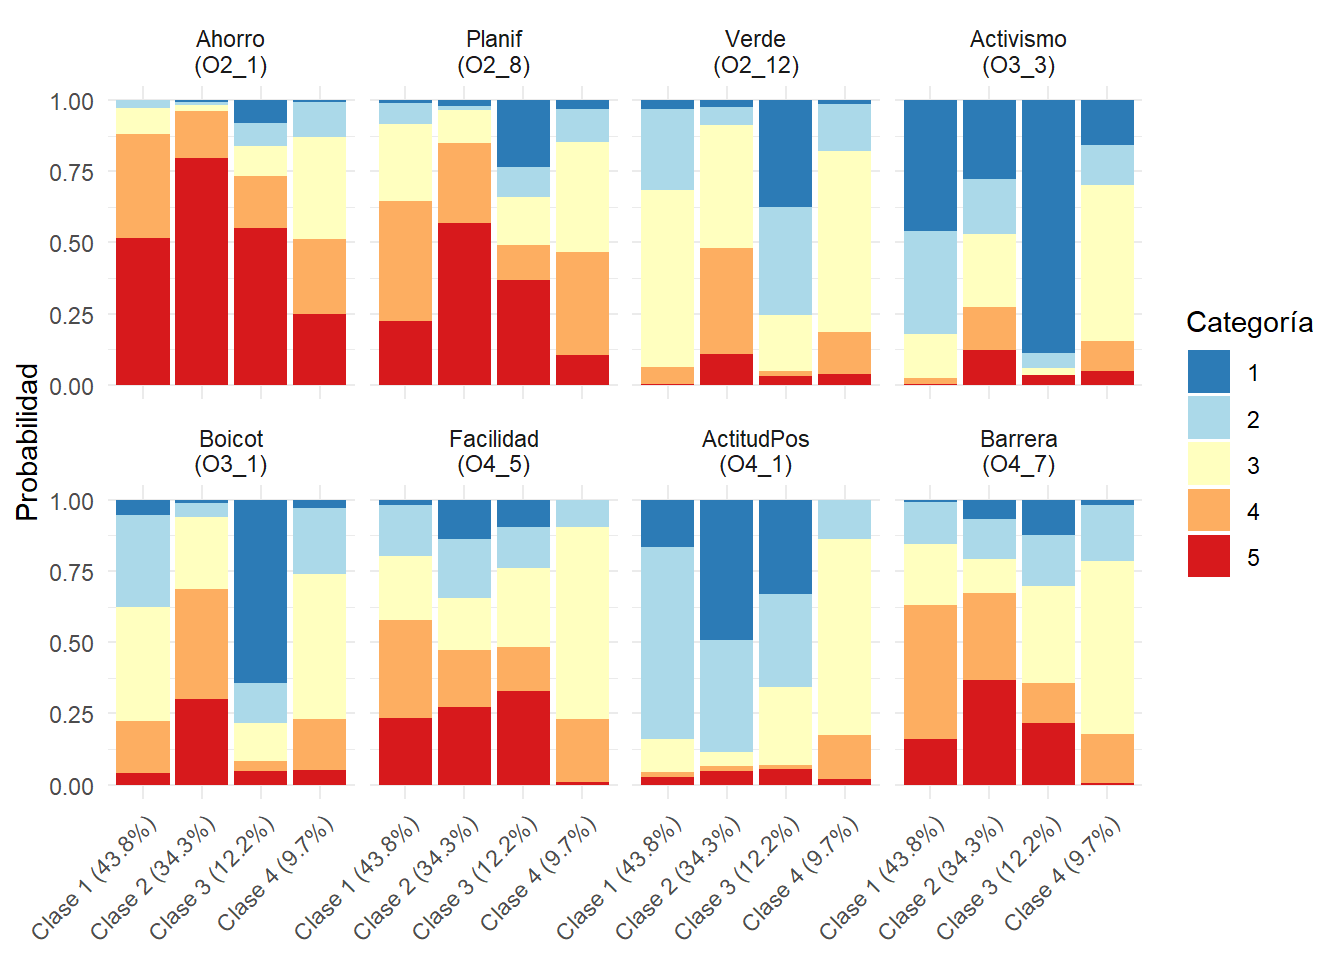 Ahorro
(O2_1)
Planif
(O2_8)
Verde
(O2_12)
Activismo
(O3_3)
1.00
0.75
0.50
0.25
0.00
Boicot
(O3_1)
Facilidad
(O4_5)
ActitudPos
(O4_1)
Barrera
(O4_7)
1.00
0.75
0.50
0.25
0.00
Probabilidad
Clase 1 (43.8%)
Clase 2 (34.3%)
Clase 3 (12.2%)
Clase 4 (9.7%)
Clase 1 (43.8%)
Clase 2 (34.3%)
Clase 3 (12.2%)
Clase 4 (9.7%)
Clase 1 (43.8%)
Clase 2 (34.3%)
Clase 3 (12.2%)
Clase 4 (9.7%)
Clase 1 (43.8%)
Clase 2 (34.3%)
Clase 3 (12.2%)
Clase 4 (9.7%)
Categoría
1
2
3
4
5